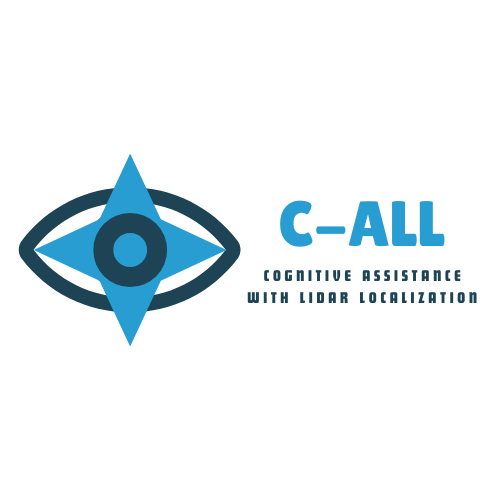 C-ALL
COGNITIVE ASSISTANCE
WITH LIDAR LOCALIZATION